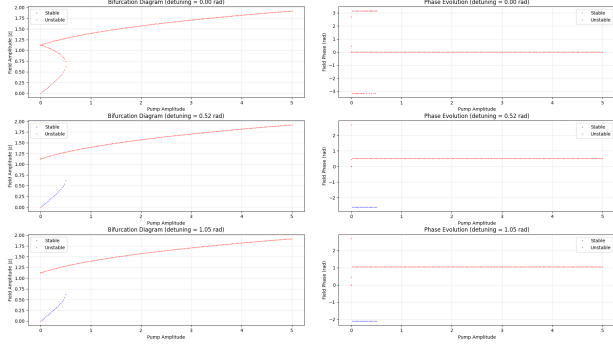 Bifurcation Diagram (detuning = 0.00 rad)
Field Amplitude |z|
2.00
1.75
1.50
1.25
1.00
0.75
0.50
0.25
0.00
Stable
Unstable
0 1 2 3 4 5
Pump Amplitude
Phase Evolution (detuning = 0.00 rad)
Field Phase (rad)
3
2
1
0
−1
−2
−3
Stable
Unstable
0 1 2 3 4 5
Pump Amplitude
Bifurcation Diagram (detuning = 0.52 rad)
Field Amplitude |z|
2.00
1.75
1.50
1.25
1.00
0.75
0.50
0.25
0.00
Stable
Unstable
0 1 2 3 4 5
Pump Amplitude
Phase Evolution (detuning = 0.52 rad)
Field Phase (rad)
2
1
0
−1
−2
Stable
Unstable
0 1 2 3 4 5
Pump Amplitude
Bifurcation Diagram (detuning = 1.05 rad)
Field Amplitude |z|
2.00
1.75
1.50
1.25
1.00
0.75
0.50
0.25
0.00
Stable
Unstable
0 1 2 3 4 5
Pump Amplitude
Phase Evolution (detuning = 1.05 rad)
Field Phase (rad)
2
1
0
−1
−2
Stable
Unstable
0 1 2 3 4 5
Pump Amplitude